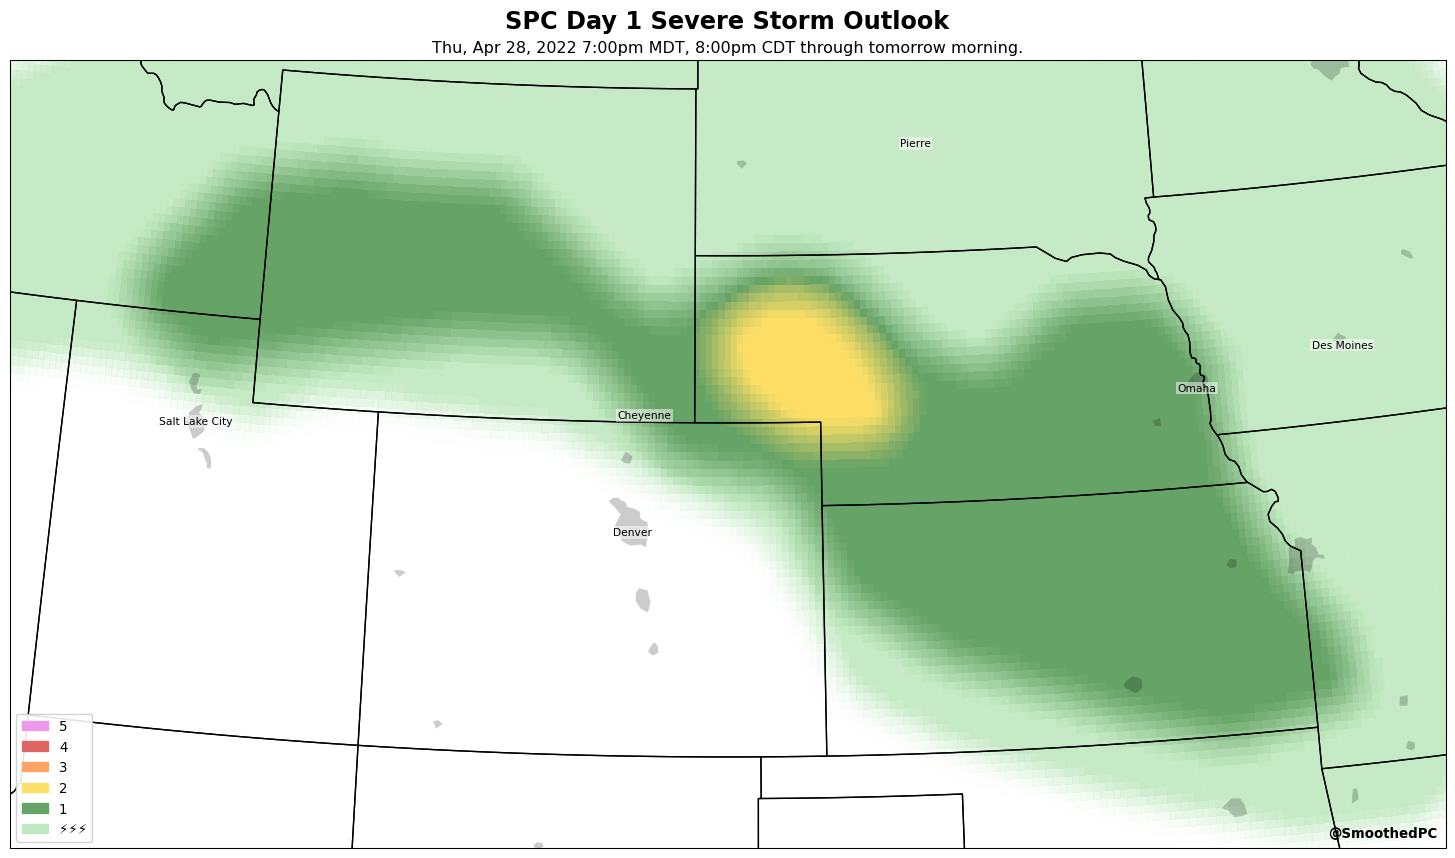 SPC Day 1 Severe Storm Outlook
Thu, Apr 28, 2022 7:00pm MDT, 8:00pm CDT through tomorrow morning.
Pierre
Des Moines
Omaha
Cheyenne
Salt Lake City
Denver
5
4
3
2
1
⚡⚡⚡
@SmoothedPC